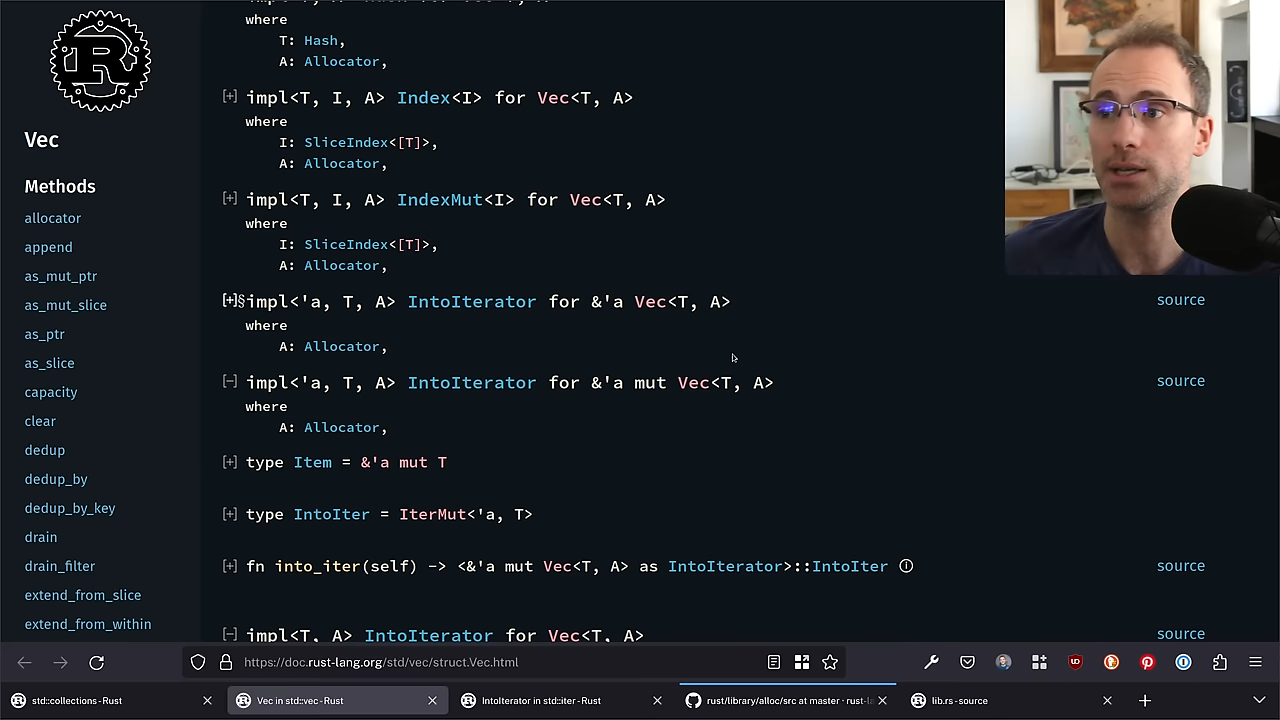 Vec
Methods
allocator
append
as_mut_ptr
as_mut_slice
as_ptr
as_slice
capacity
clear
dedup
dedup_by
dedup_by_key
drain
drain_filter
extend_from_slice
extend_from_within
where
T: Hash,
A: Allocator,
[+] impl<T, I, A> Index<I> for Vec<T, A>
where
I: SliceIndex<[T]>,
A: Allocator,
[+] impl<T, I, A> IndexMut<I> for Vec<T, A>
where
I: SliceIndex<[T]>,
A: Allocator,
[+]§impl<'a, T, A> IntoIterator for &'a Vec<T, A> source
where
A: Allocator,
[−] impl<'a, T, A> IntoIterator for &'a mut Vec<T, A> source
where
A: Allocator,
[+] type Item = &'a mut T
[+] type IntoIter = IterMut<'a, T>
[+] fn into_iter(self) -> <&'a mut Vec<T, A> as IntoIterator>::IntoIter ⓘ source
[−] impl<T, A> IntoIterator for Vec<T, A> source
https://doc.rust-lang.org/std/vec/struct.Vec.html
std::collections - Rust
Vec in std::vec - Rust
IntoIterator in std::iter - Rust
rust/library/alloc/src at master · rust-la
lib.rs - source